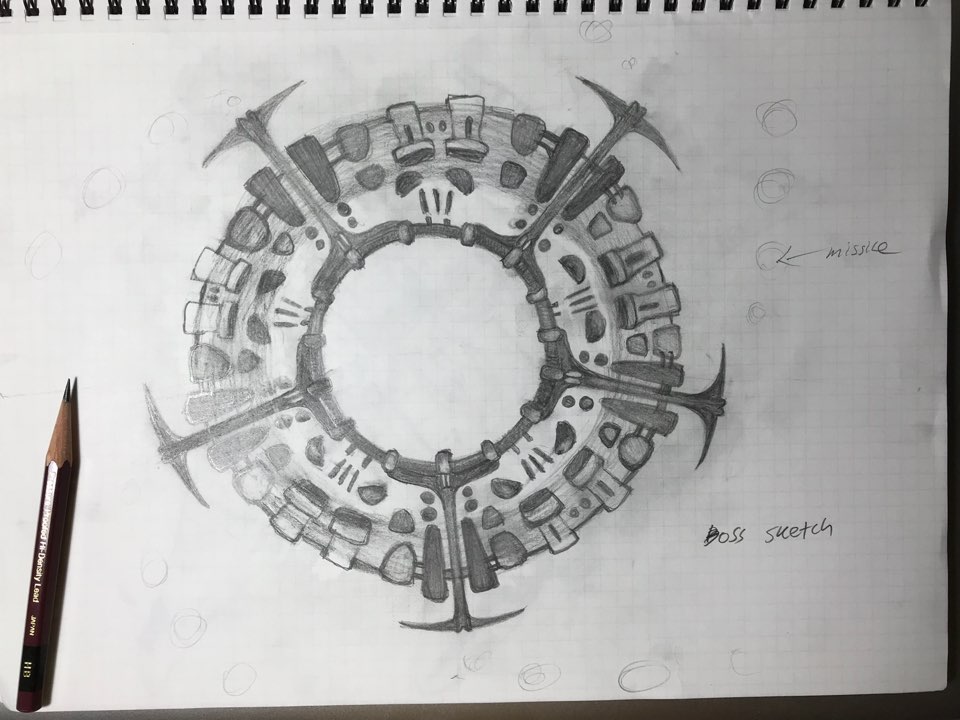 missile
Boss sketch
Hi-Density Lead
JAPAN
HB